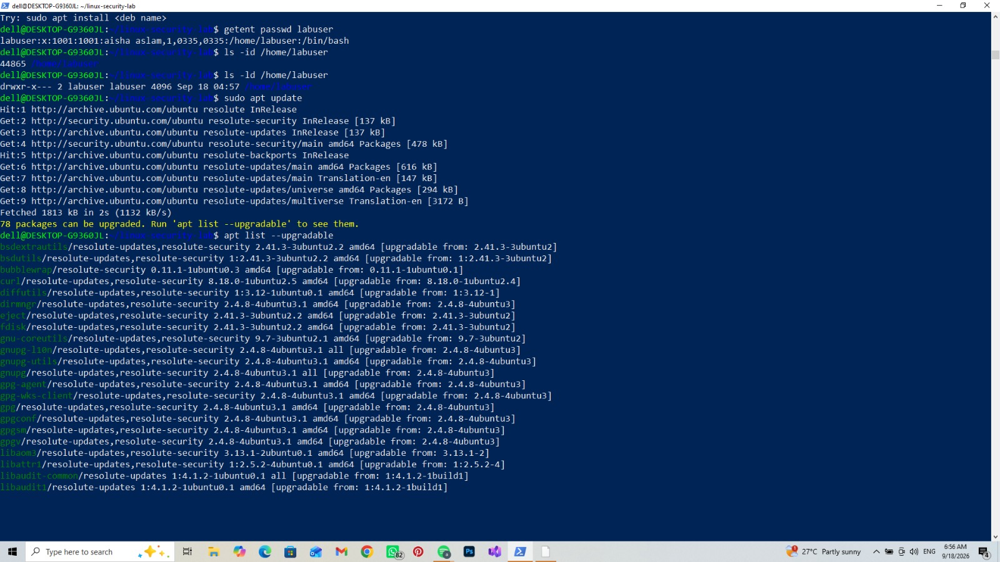 dell@DESKTOP-G9360JL: ~/linux-security-lab
Try: sudo apt install <deb name>
dell@DESKTOP-G9360JL:~/linux-security-lab$ getent passwd labuser
labuser:x:1001:1001:aisha aslam,1,0335,0335:/home/labuser:/bin/bash
dell@DESKTOP-G9360JL:~/linux-security-lab$ ls -id /home/labuser
44865 /home/labuser
dell@DESKTOP-G9360JL:~/linux-security-lab$ ls -ld /home/labuser
drwxr-x--- 2 labuser labuser 4096 Sep 18 04:57 /home/labuser
dell@DESKTOP-G9360JL:~/linux-security-lab$ sudo apt update
Hit:1 http://archive.ubuntu.com/ubuntu resolute InRelease
Get:2 http://security.ubuntu.com/ubuntu resolute-security InRelease [137 kB]
Get:3 http://archive.ubuntu.com/ubuntu resolute-updates InRelease [137 kB]
Get:4 http://security.ubuntu.com/ubuntu resolute-security/main amd64 Packages [478 kB]
Hit:5 http://archive.ubuntu.com/ubuntu resolute-backports InRelease
Get:6 http://archive.ubuntu.com/ubuntu resolute-updates/main amd64 Packages [616 kB]
Get:7 http://archive.ubuntu.com/ubuntu resolute-updates/main Translation-en [147 kB]
Get:8 http://archive.ubuntu.com/ubuntu resolute-updates/universe amd64 Packages [294 kB]
Get:9 http://archive.ubuntu.com/ubuntu resolute-updates/multiverse Translation-en [3172 B]
Fetched 1813 kB in 2s (1132 kB/s)
78 packages can be upgraded. Run 'apt list --upgradable' to see them.
dell@DESKTOP-G9360JL:~/linux-security-lab$ apt list --upgradable
bsdextrautils/resolute-updates,resolute-security 2.41.3-3ubuntu2.2 amd64 [upgradable from: 2.41.3-3ubuntu2]
bsdutils/resolute-updates,resolute-security 1:2.41.3-3ubuntu2.2 amd64 [upgradable from: 1:2.41.3-3ubuntu2]
bubblewrap/resolute-security 0.11.1-1ubuntu0.3 amd64 [upgradable from: 0.11.1-1ubuntu0.1]
curl/resolute-updates,resolute-security 8.18.0-1ubuntu2.5 amd64 [upgradable from: 8.18.0-1ubuntu2.4]
diffutils/resolute-updates,resolute-security 1:3.12-1ubuntu0.1 amd64 [upgradable from: 1:3.12-1]
dirmngr/resolute-updates,resolute-security 2.4.8-4ubuntu3.1 amd64 [upgradable from: 2.4.8-4ubuntu3]
eject/resolute-updates,resolute-security 2.41.3-3ubuntu2.2 amd64 [upgradable from: 2.41.3-3ubuntu2]
fdisk/resolute-updates,resolute-security 2.41.3-3ubuntu2.2 amd64 [upgradable from: 2.41.3-3ubuntu2]
gnu-coreutils/resolute-updates,resolute-security 9.7-3ubuntu2.1 amd64 [upgradable from: 9.7-3ubuntu2]
gnupg-l10n/resolute-updates,resolute-security 2.4.8-4ubuntu3.1 all [upgradable from: 2.4.8-4ubuntu3]
gnupg-utils/resolute-updates,resolute-security 2.4.8-4ubuntu3.1 amd64 [upgradable from: 2.4.8-4ubuntu3]
gnupg/resolute-updates,resolute-security 2.4.8-4ubuntu3.1 all [upgradable from: 2.4.8-4ubuntu3]
gpg-agent/resolute-updates,resolute-security 2.4.8-4ubuntu3.1 amd64 [upgradable from: 2.4.8-4ubuntu3]
gpg-wks-client/resolute-updates,resolute-security 2.4.8-4ubuntu3.1 amd64 [upgradable from: 2.4.8-4ubuntu3]
gpg/resolute-updates,resolute-security 2.4.8-4ubuntu3.1 amd64 [upgradable from: 2.4.8-4ubuntu3]
gpgconf/resolute-updates,resolute-security 2.4.8-4ubuntu3.1 amd64 [upgradable from: 2.4.8-4ubuntu3]
gpgsm/resolute-updates,resolute-security 2.4.8-4ubuntu3.1 amd64 [upgradable from: 2.4.8-4ubuntu3]
gpgv/resolute-updates,resolute-security 2.4.8-4ubuntu3.1 amd64 [upgradable from: 2.4.8-4ubuntu3]
libaom3/resolute-updates,resolute-security 3.13.1-2ubuntu0.1 amd64 [upgradable from: 3.13.1-2]
libattr1/resolute-updates,resolute-security 1:2.5.2-4ubuntu0.1 amd64 [upgradable from: 1:2.5.2-4]
libaudit-common/resolute-updates 1:4.1.2-1ubuntu0.1 all [upgradable from: 1:4.1.2-1build1]
libaudit1/resolute-updates 1:4.1.2-1ubuntu0.1 amd64 [upgradable from: 1:4.1.2-1build1]
Type here to search
82
Ps
1
27°C Partly sunny
ENG
6:56 AM
9/18/2026
4